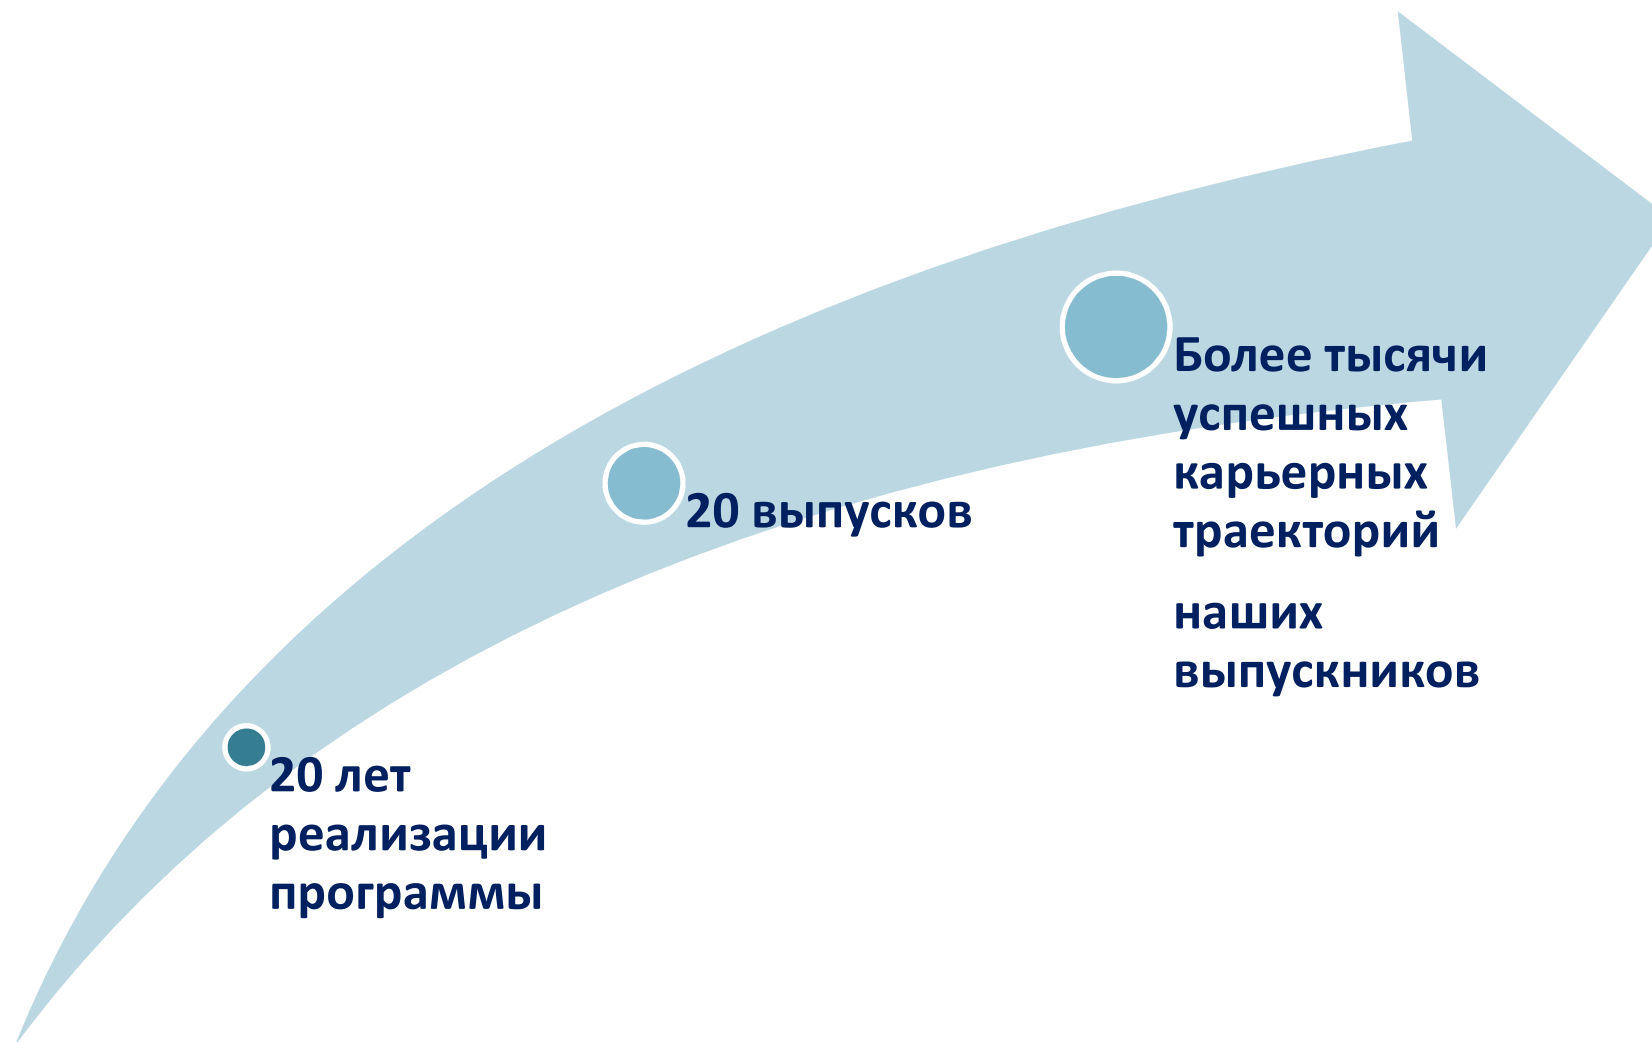 Более тысячи
успешных
карьерных
траекторий
наших
выпускников
20 выпусков
20 лет
реализации
программы